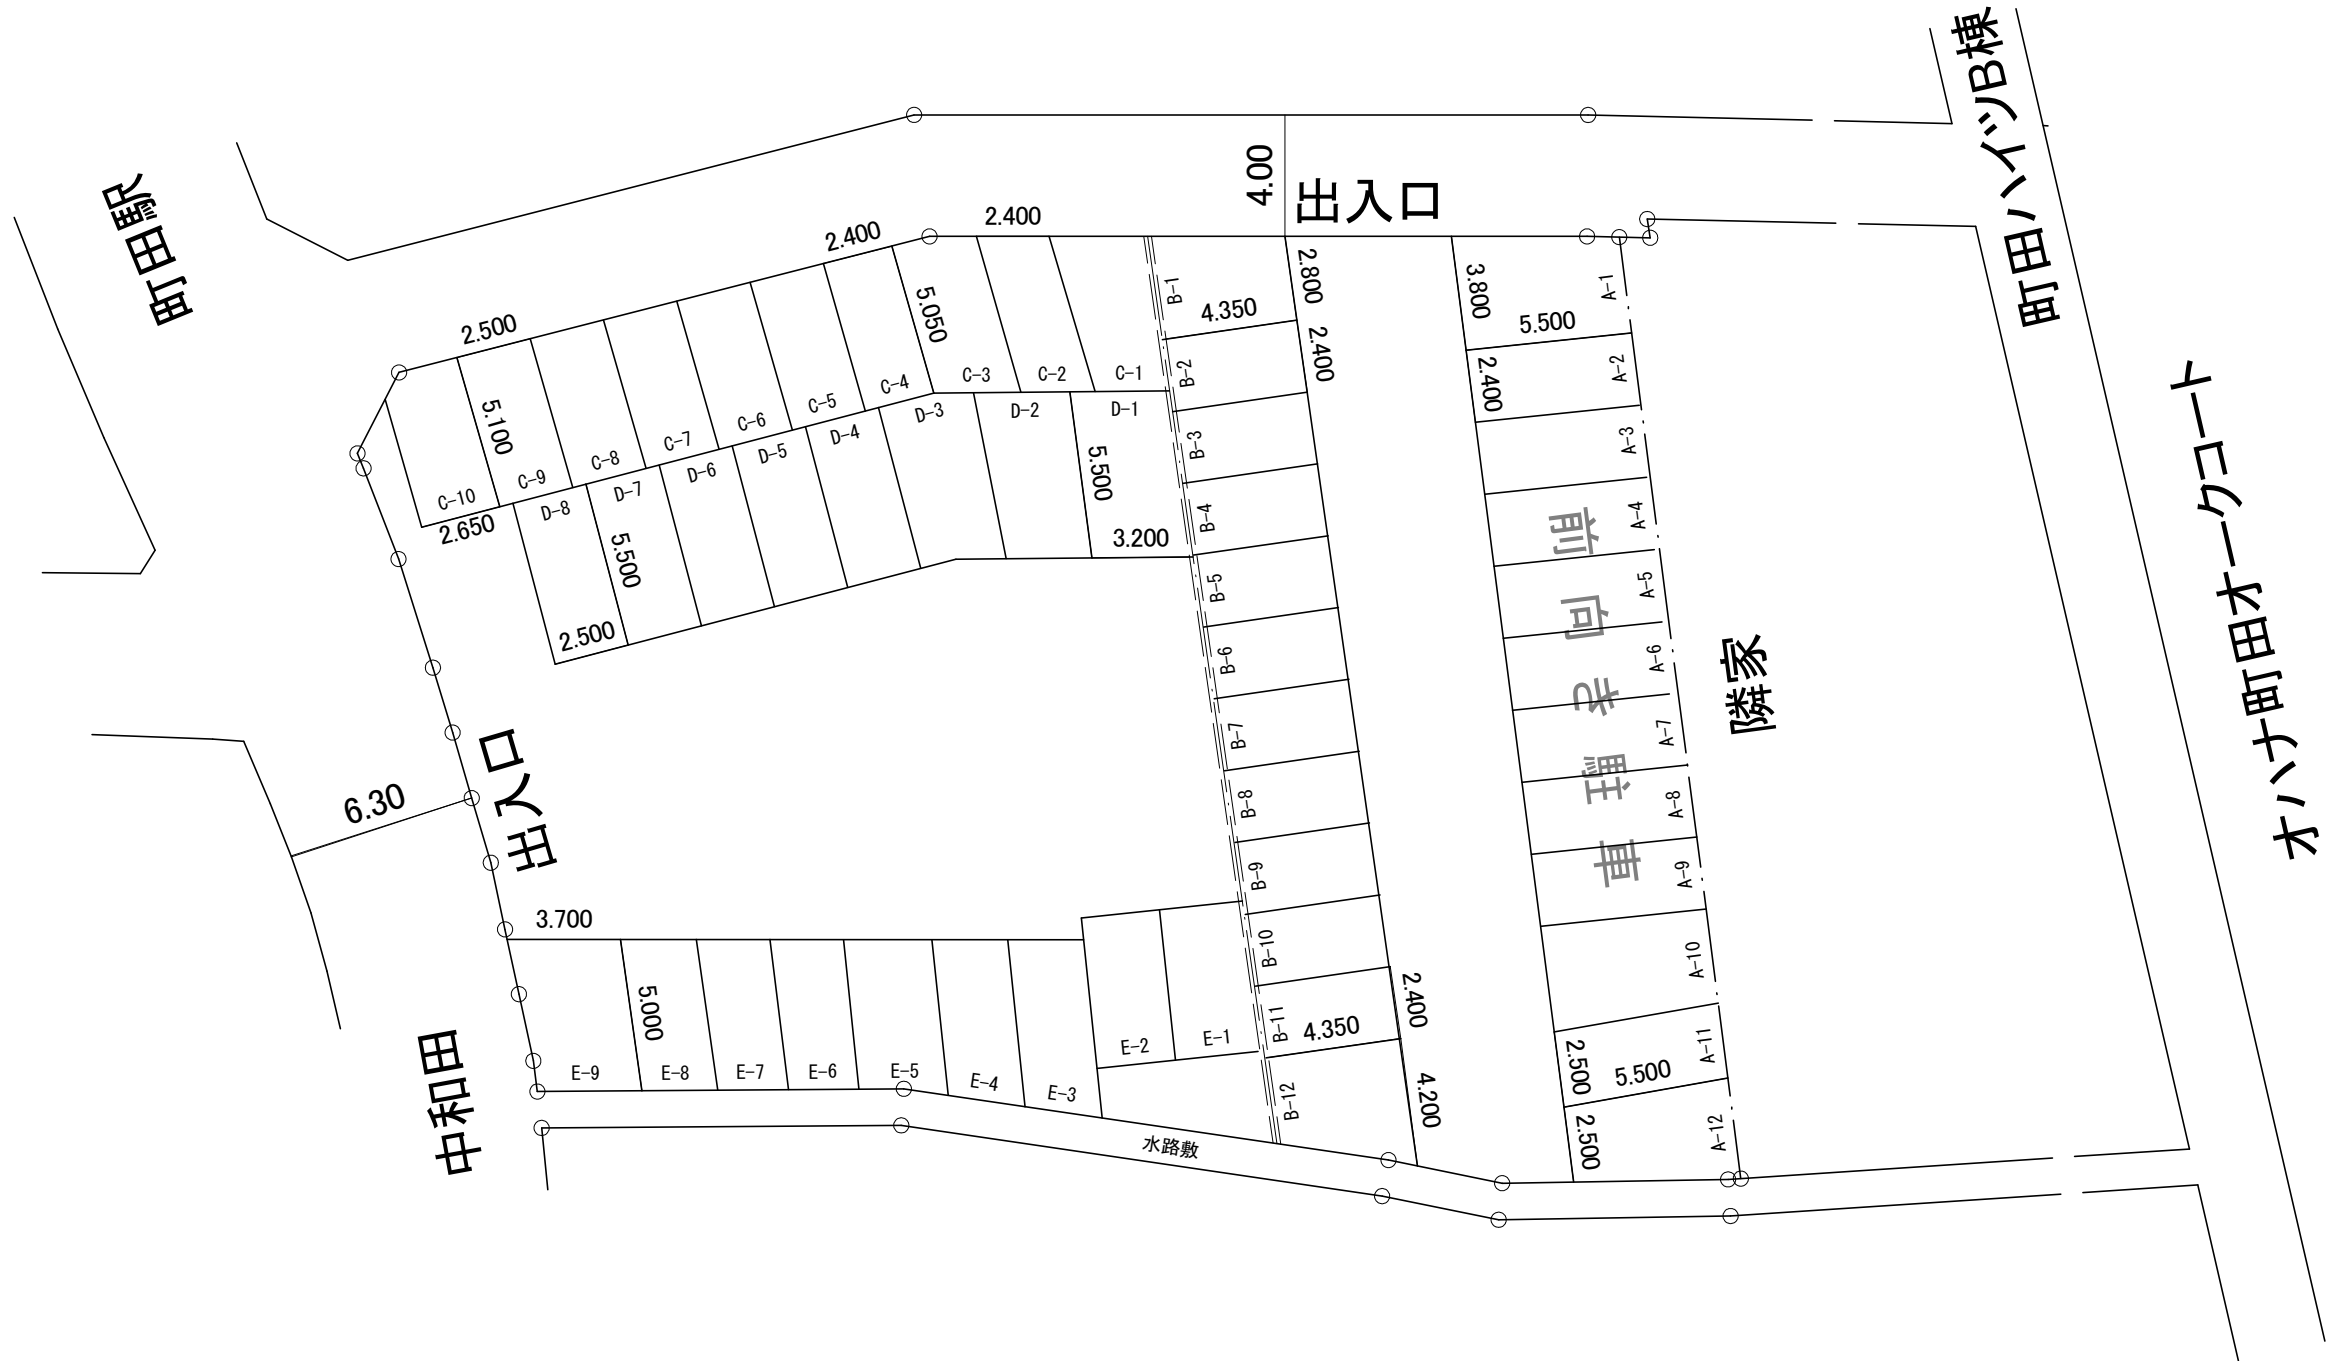 町田駅
町田ハイツB棟
オハナ町田オークコート
4.00
出入口
2.400
2.400
2.500
5.050
5.100
2.650
C-10
C-9
C-8
C-7
C-6
C-5
C-4
C-3
C-2
C-1
D-8
D-7
D-6
D-5
D-4
D-3
D-2
D-1
5.500
2.500
5.500
3.200
B-1
B-2
B-3
B-4
B-5
B-6
B-7
B-8
B-9
B-10
B-11
B-12
2.800
4.350
2.400
2.400
4.350
4.200
3.800
5.500
2.400
A-1
A-2
A-3
A-4
A-5
A-6
A-7
A-8
A-9
A-10
A-11
A-12
2.500
5.500
2.500
前向き駐車
隣家
6.30
出入口
3.700
5.000
E-9
E-8
E-7
E-6
E-5
E-4
E-3
E-2
E-1
中和田
水路敷